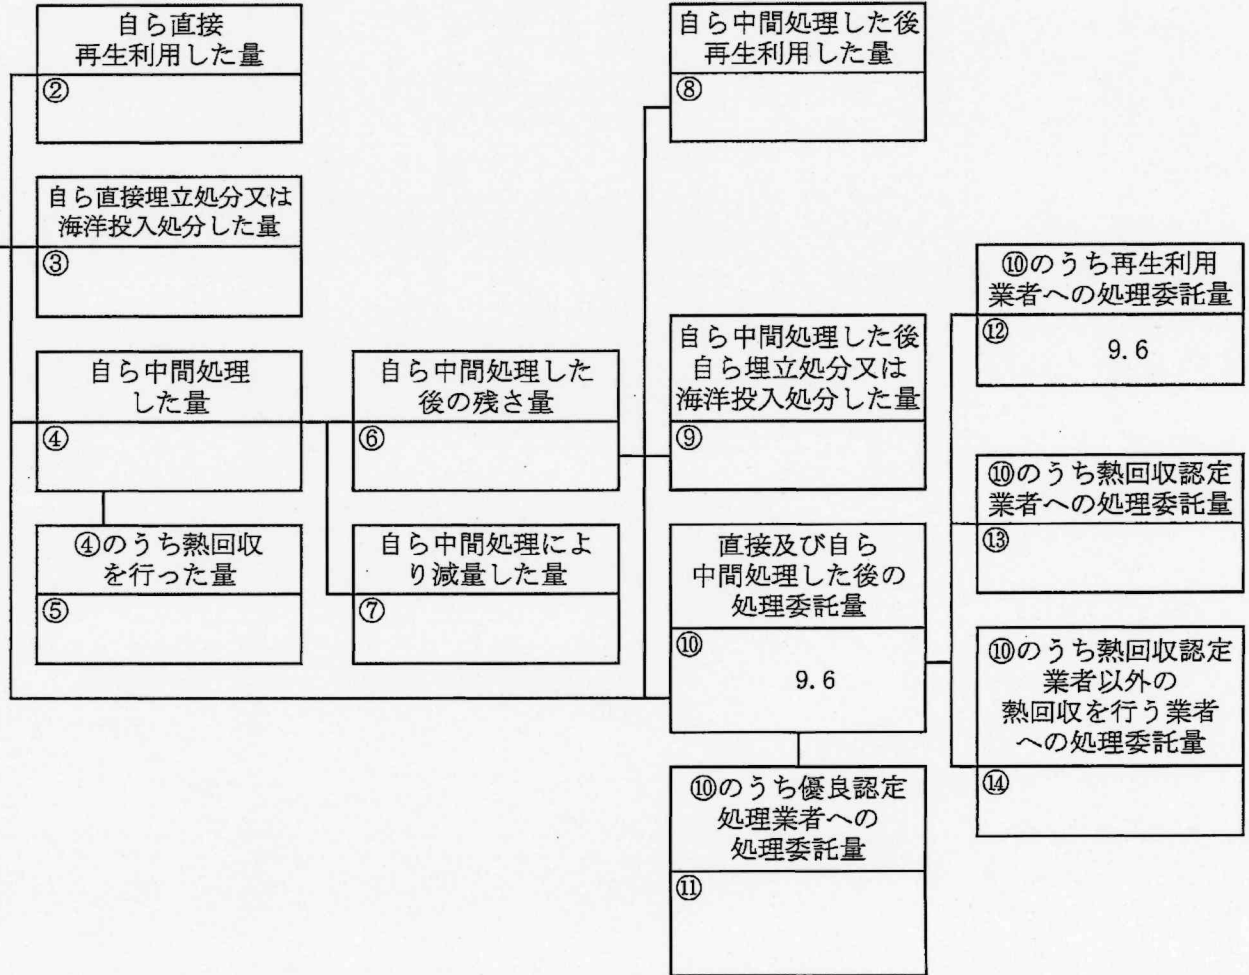 自ら直接
再生利用した量
②
自ら直接埋立処分又は
海洋投入処分した量
③
自ら中間処理
した量
④
④のうち熱回収
を行った量
⑤
自ら中間処理した
後の残さ量
⑥
自ら中間処理によ
り減量した量
⑦
自ら中間処理した後
再生利用した量
⑧
自ら中間処理した後
自ら埋立処分又は
海洋投入処分した量
⑨
直接及び自ら
中間処理した後の
処理委託量
⑩
9.6
⑩のうち優良認定
処理業者への
処理委託量
⑪
⑩のうち再生利用
業者への処理委託量
⑫
9.6
⑩のうち熱回収認定
業者への処理委託量
⑬
⑩のうち熱回収認定
業者以外の
熱回収を行う業者
への処理委託量
⑭